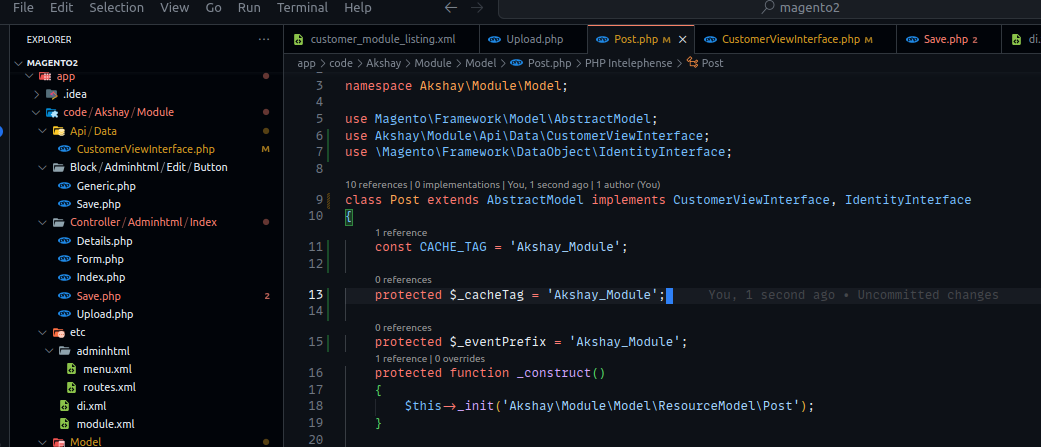 File Edit Selection View Go Run Terminal Help magento2
EXPLORER ···
customer_module_listing.xml Upload.php Post.php M CustomerViewInterface.php M Save.php 2 di.
MAGENTO2
app > code > Akshay > Module > Model > Post.php > PHP Intelephense > Post
app
.idea
code / Akshay / Module
Api / Data
CustomerViewInterface.php M
Block / Adminhtml / Edit / Button
Generic.php
Save.php
Controller / Adminhtml / Index
Details.php
Form.php
Index.php
Save.php 2
Upload.php
etc
adminhtml
menu.xml
routes.xml
di.xml
module.xml
Model
3 namespace Akshay\Module\Model;
4
5 use Magento\Framework\Model\AbstractModel;
6 use Akshay\Module\Api\Data\CustomerViewInterface;
7 use \Magento\Framework\DataObject\IdentityInterface;
8
10 references | 0 implementations | You, 1 second ago | 1 author (You)
9 class Post extends AbstractModel implements CustomerViewInterface, IdentityInterface
10 {
1 reference
11 const CACHE_TAG = 'Akshay_Module';
12
0 references
13 protected $_cacheTag = 'Akshay_Module'; You, 1 second ago • Uncommitted changes
14
0 references
15 protected $_eventPrefix = 'Akshay_Module';
1 reference | 0 overrides
16 protected function _construct()
17 {
18 $this->_init('Akshay\Module\Model\ResourceModel\Post');
19 }
20